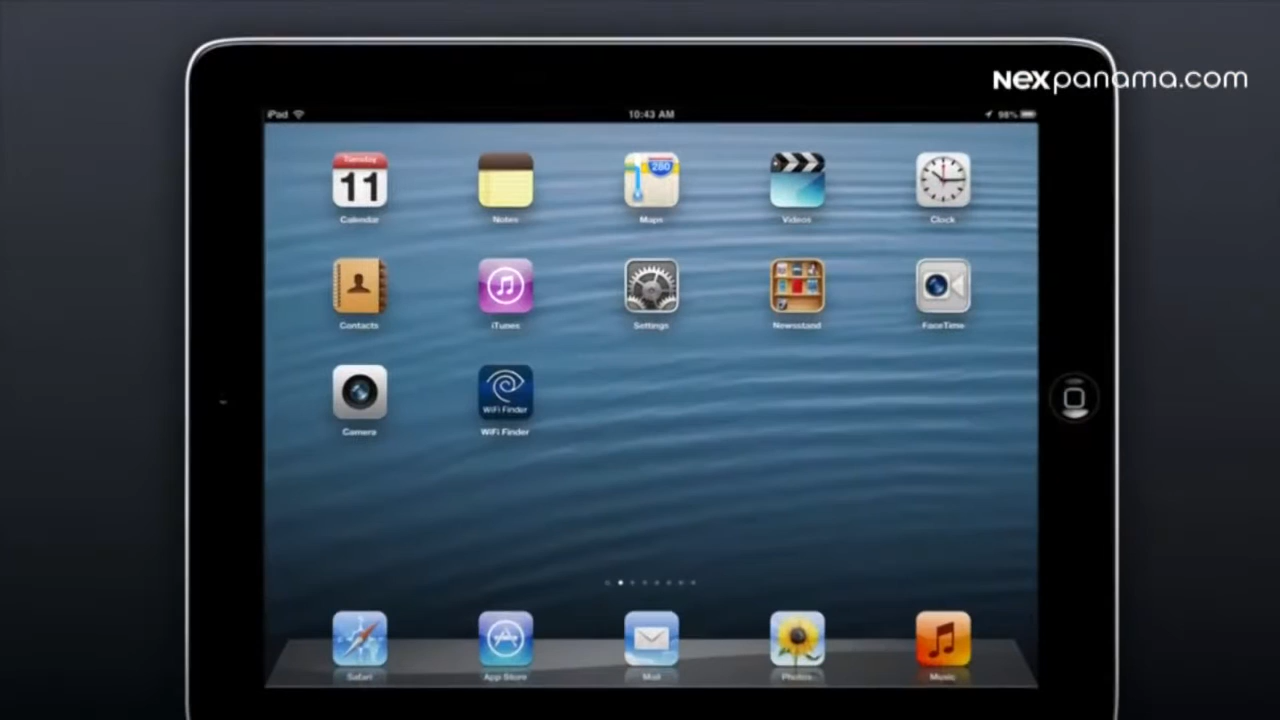 NEXpanama.com
iPad 10:43 AM 98%
Tuesday
11 280
Calendar Notes Maps Videos Clock
Contacts iTunes Settings Newsstand FaceTime
WiFi Finder
Camera WiFi Finder
Safari App Store Mail Photos Music